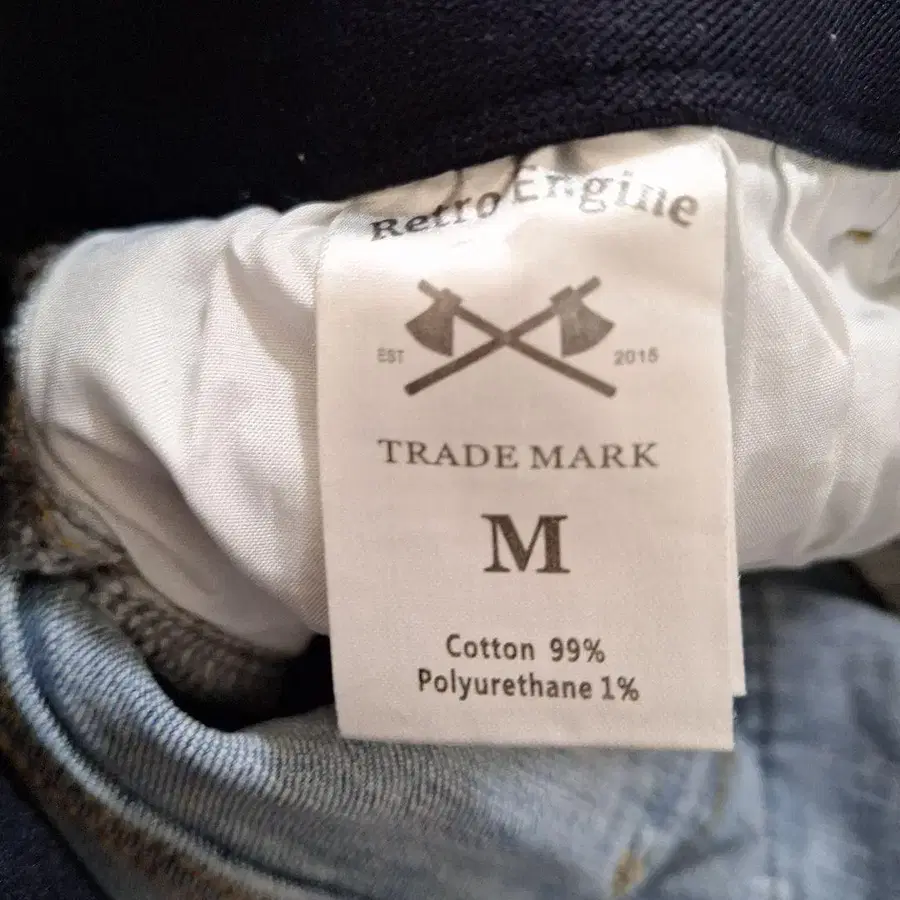 Retro Engine
EST 2015
TRADE MARK
M
Cotton 99%
Polyurethane 1%